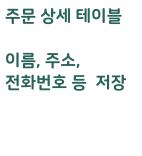 주문 상세 테이블
이름, 주소,
전화번호 등 저장